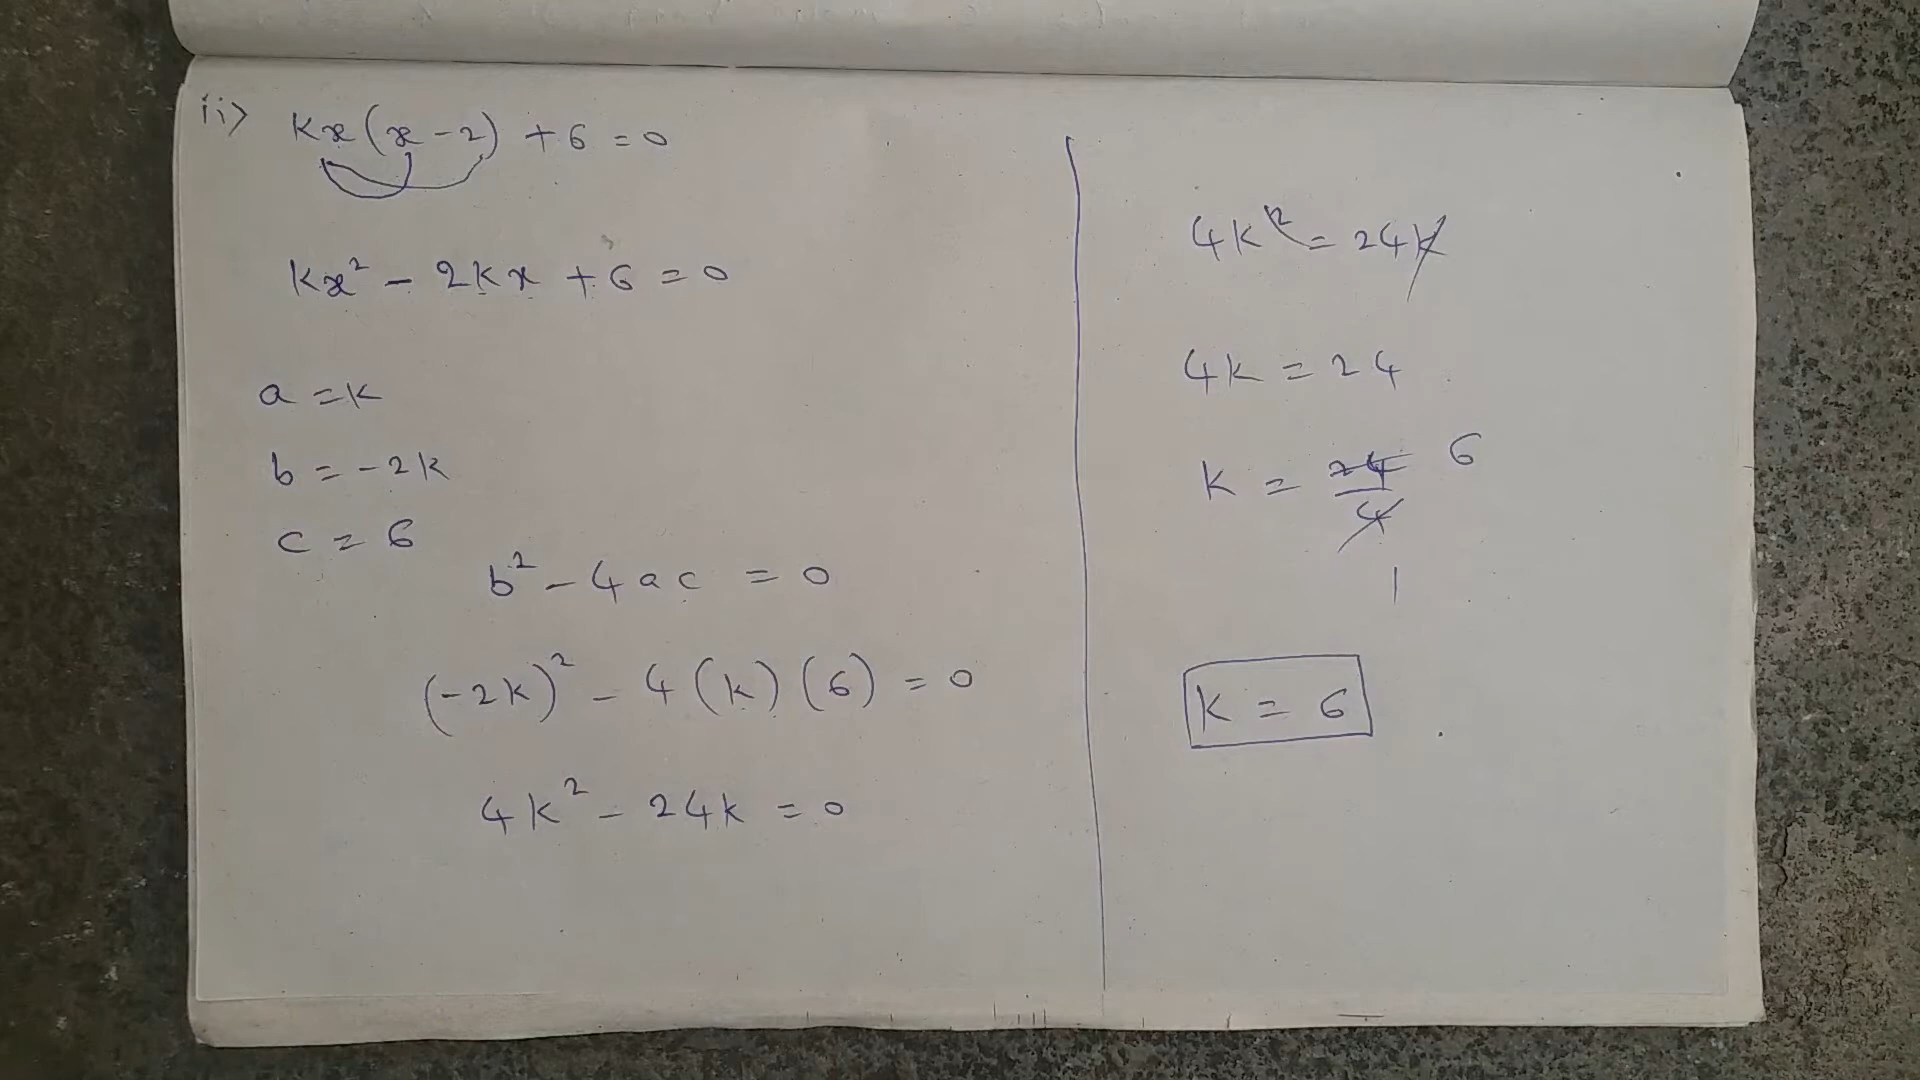 ii> kx(x-2) +6 =0
kx² - 2kx +6 =0
a =k
b =-2k
c = 6
b² - 4ac = 0
(-2k)² - 4(k)(6) = 0
4k² - 24k = 0
4k² = 24k
4k = 24
k = 24/4 6
1
k = 6